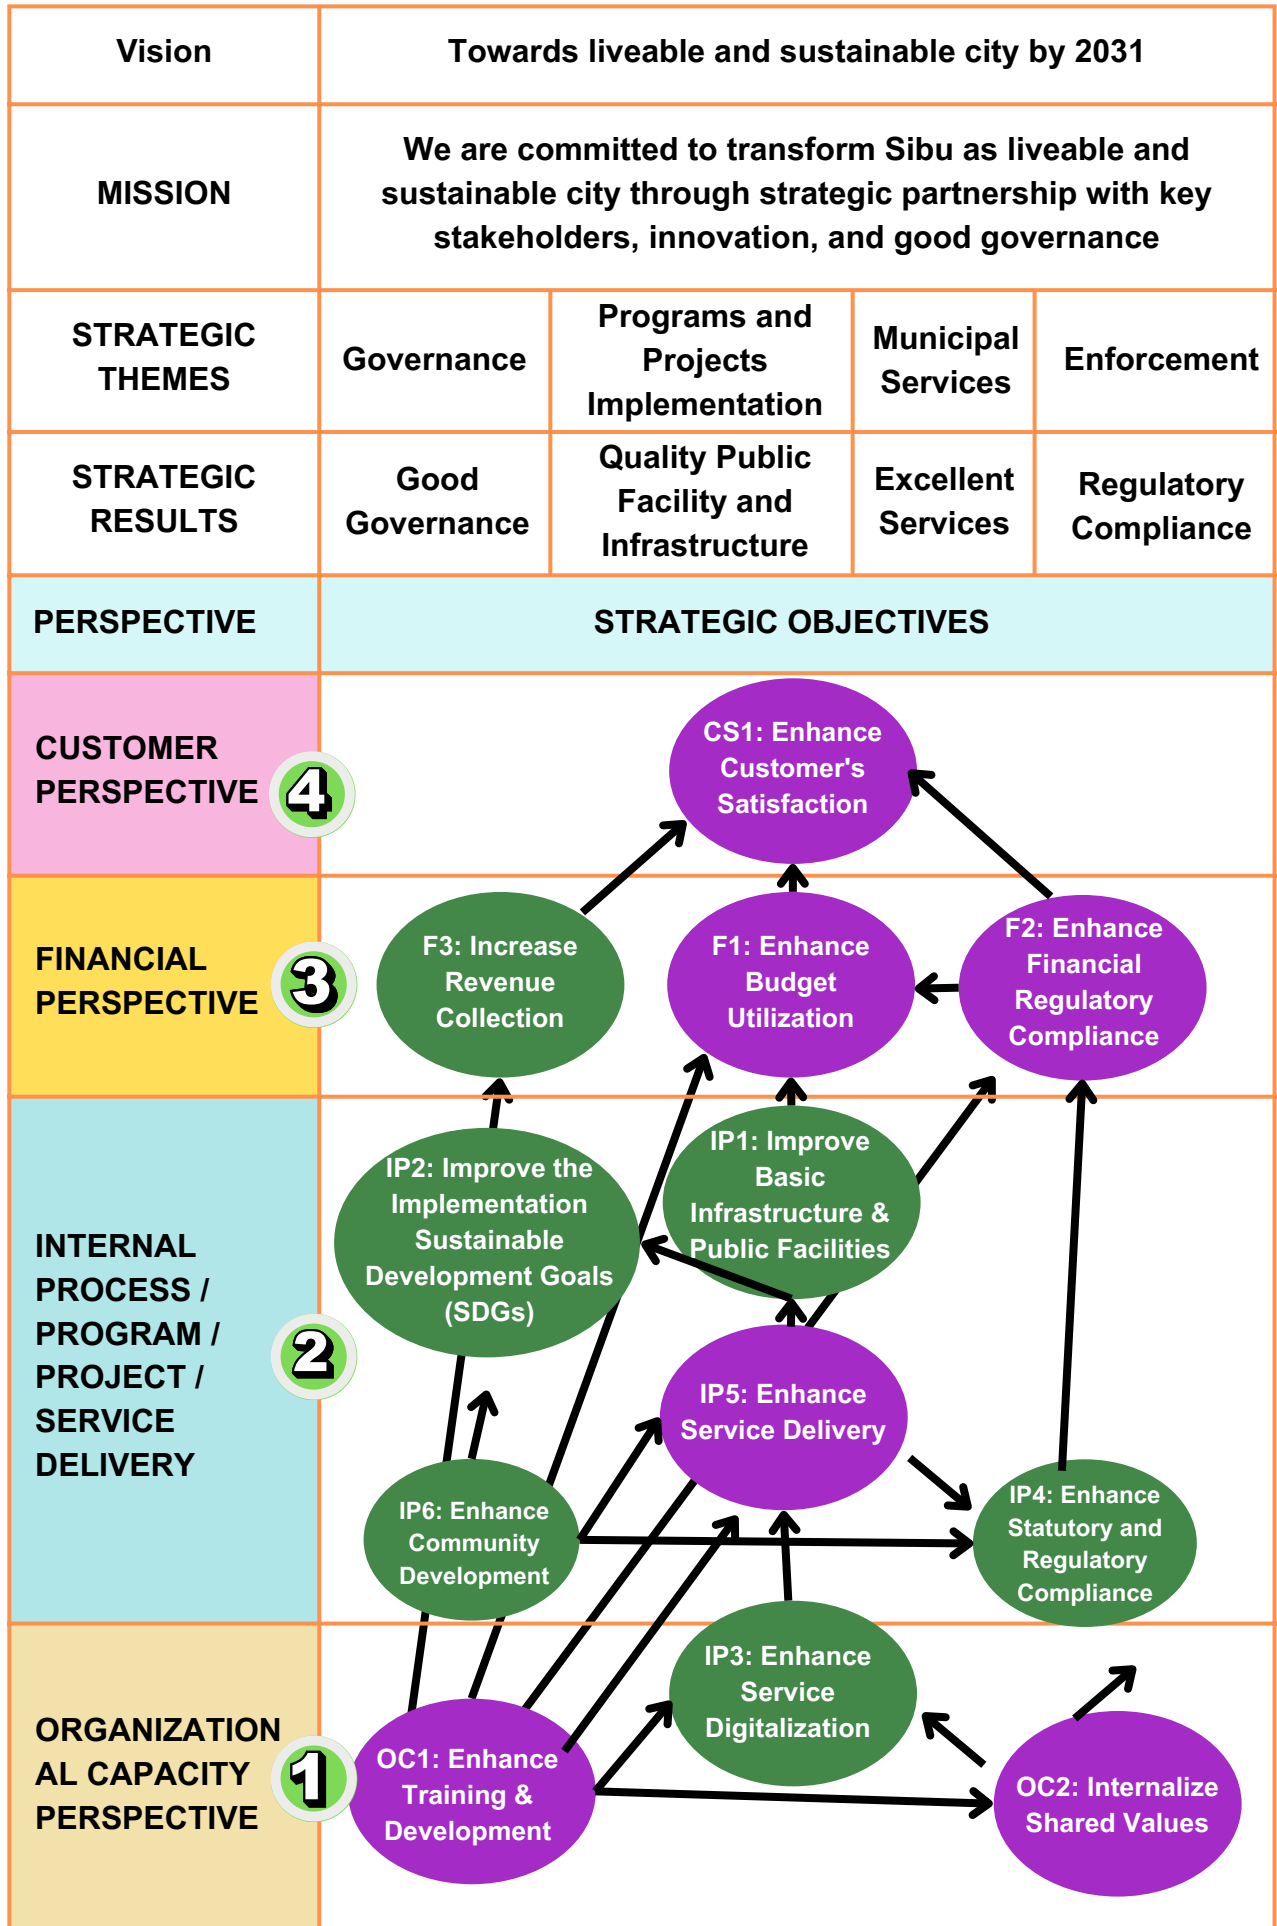 Vision
Towards liveable and sustainable city by 2031
MISSION
We are committed to transform Sibu as liveable and
sustainable city through strategic partnership with key
stakeholders, innovation, and good governance
STRATEGIC
THEMES
Governance
Programs and
Projects
Implementation
Municipal
Services
Enforcement
STRATEGIC
RESULTS
Good
Governance
Quality Public
Facility and
Infrastructure
Excellent
Services
Regulatory
Compliance
PERSPECTIVE
STRATEGIC OBJECTIVES
CUSTOMER
PERSPECTIVE
4
CS1: Enhance
Customer's
Satisfaction
FINANCIAL
PERSPECTIVE
3
F3: Increase
Revenue
Collection
F1: Enhance
Budget
Utilization
F2: Enhance
Financial
Regulatory
Compliance
INTERNAL
PROCESS /
PROGRAM /
PROJECT /
SERVICE
DELIVERY
2
IP2: Improve the
Implementation
Sustainable
Development Goals
(SDGs)
IP1: Improve
Basic
Infrastructure &
Public Facilities
IP5: Enhance
Service Delivery
IP6: Enhance
Community
Development
IP4: Enhance
Statutory and
Regulatory
Compliance
ORGANIZATION
AL CAPACITY
PERSPECTIVE
1
IP3: Enhance
Service
Digitalization
OC1: Enhance
Training &
Development
OC2: Internalize
Shared Values